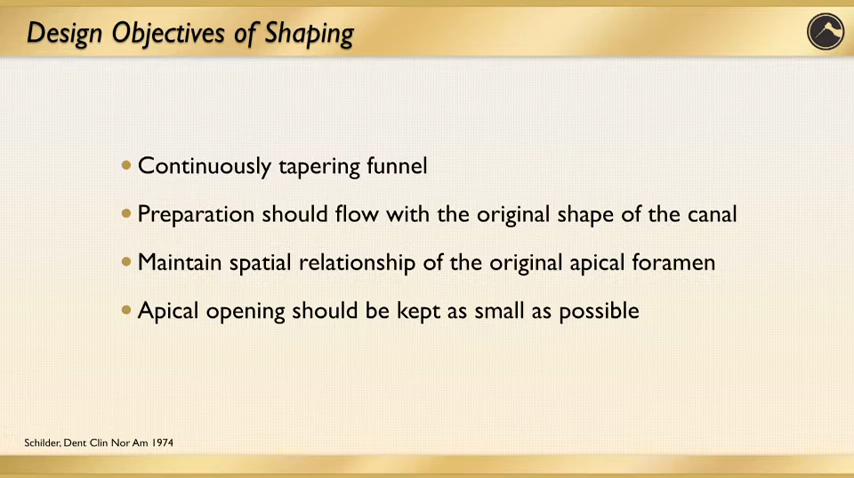 Design Objectives of Shaping
Continuously tapering funnel
Preparation should flow with the original shape of the canal
Maintain spatial relationship of the original apical foramen
Apical opening should be kept as small as possible
Schilder, Dent Clin Nor Am 1974